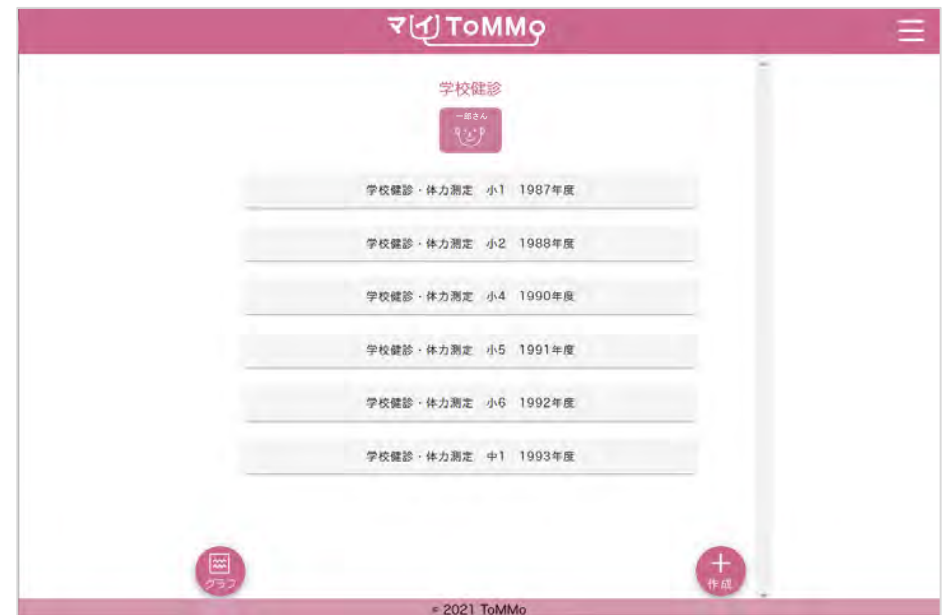 マイ ToMMo
学校健診
一郎さん
学校健診・体力測定 小1 1987年度
学校健診・体力測定 小2 1988年度
学校健診・体力測定 小4 1990年度
学校健診・体力測定 小5 1991年度
学校健診・体力測定 小6 1992年度
学校健診・体力測定 中1 1993年度
グラフ
作成
© 2021 ToMMo